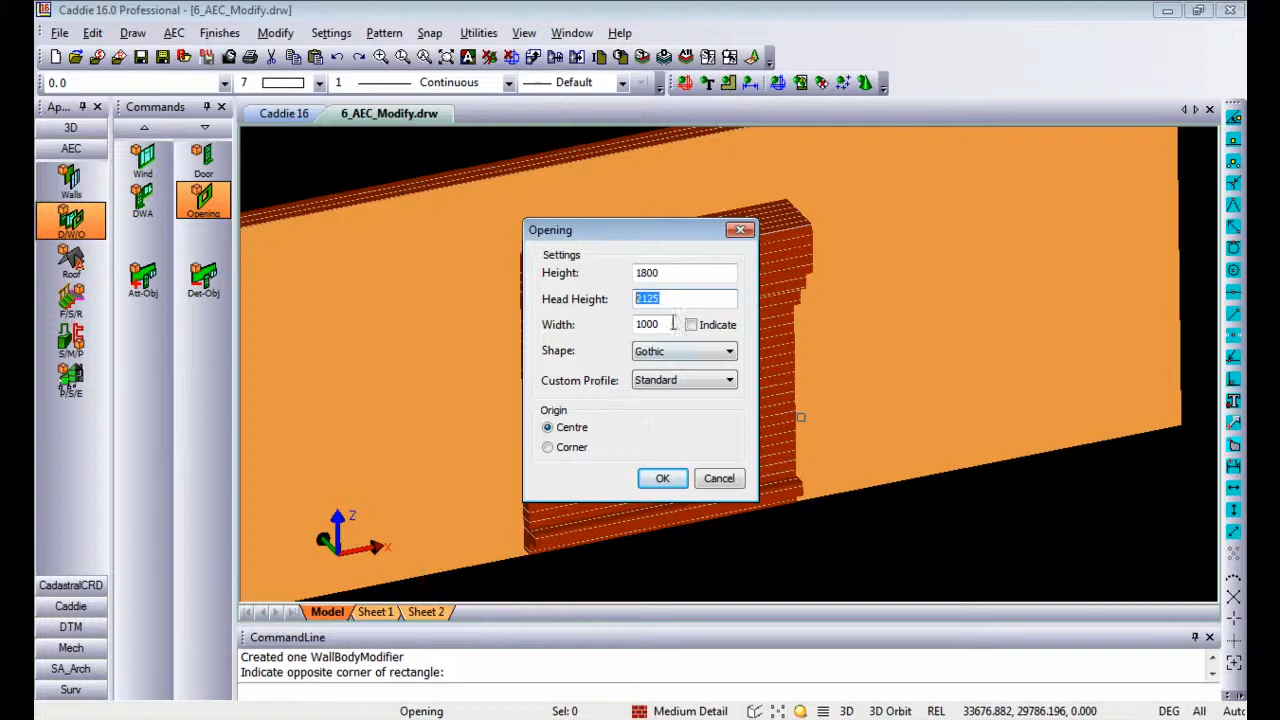 Caddie 16.0 Professional - [6_AEC_Modify.drw]
File Edit Draw AEC Finishes Modify Settings Pattern Snap Utilities View Window Help
0.0 7 1 Continuous Default
Ap... Commands
Caddie 16 6_AEC_Modify.drw
3D
AEC
Walls
D/W/O
Roof
F/S/R
S/M/P
P/S/E
Wind Door
DWA Opening
Att-Obj Det-Obj
Opening
Settings
Height: 1800
Head Height: 2125
Width: 1000 Indicate
Shape: Gothic
Custom Profile: Standard
Origin
Centre
Corner
OK Cancel
Z
X
CadastralCRD
Caddie
DTM
Mech
SA_Arch
Surv
Model Sheet 1 Sheet 2
CommandLine
Created one WallBodyModifier
Indicate opposite corner of rectangle:
Opening Sel: 0 Medium Detail 3D 3D Orbit REL 33676.882, 29786.196, 0.000 DEG All Auto